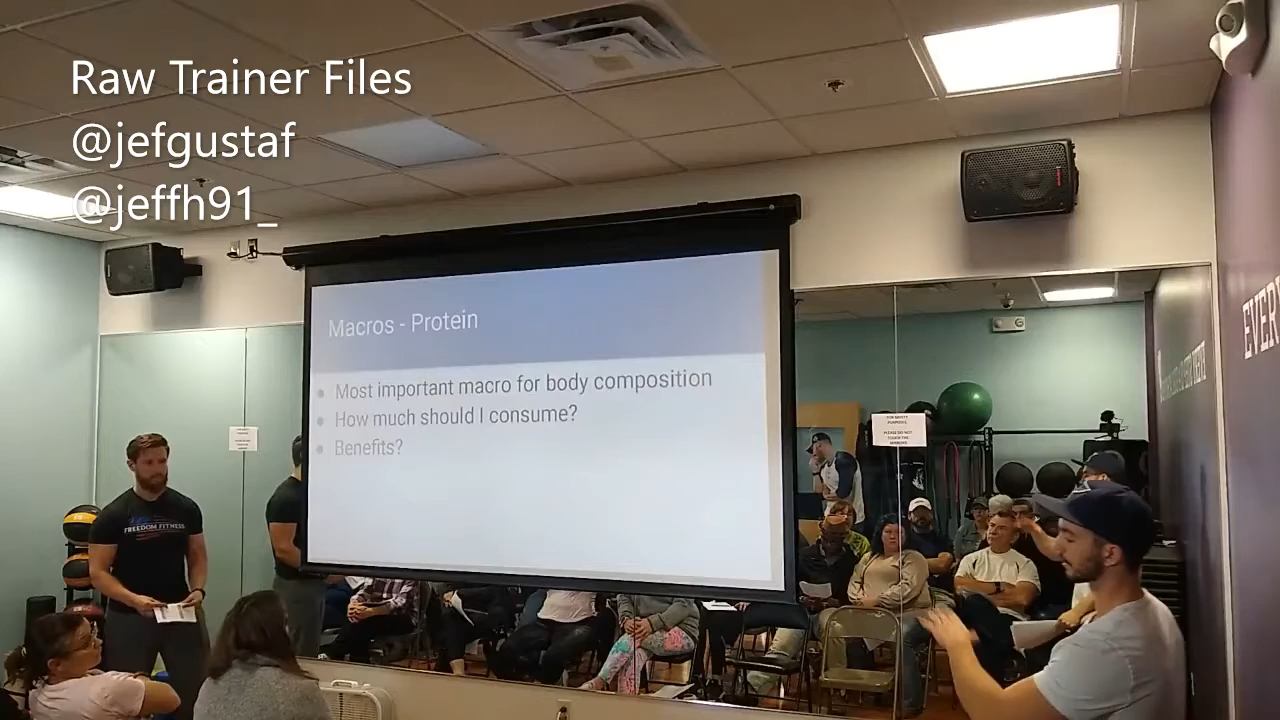 Raw Trainer Files
@jefgustaf
@jeffh91_
Macros - Protein
Most important macro for body composition
How much should I consume?
Benefits?
FREEDOM FITNESS
EVER